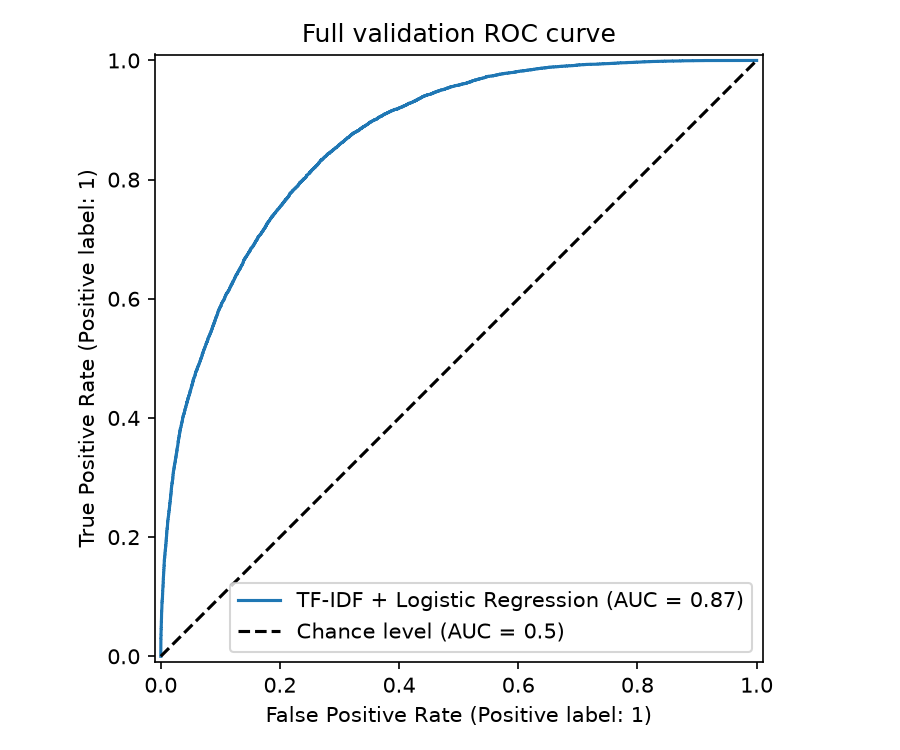 Full validation ROC curve
True Positive Rate (Positive label: 1)
1.0
0.8
0.6
0.4
0.2
0.0
TF-IDF + Logistic Regression (AUC = 0.87)
Chance level (AUC = 0.5)
0.0 0.2 0.4 0.6 0.8 1.0
False Positive Rate (Positive label: 1)